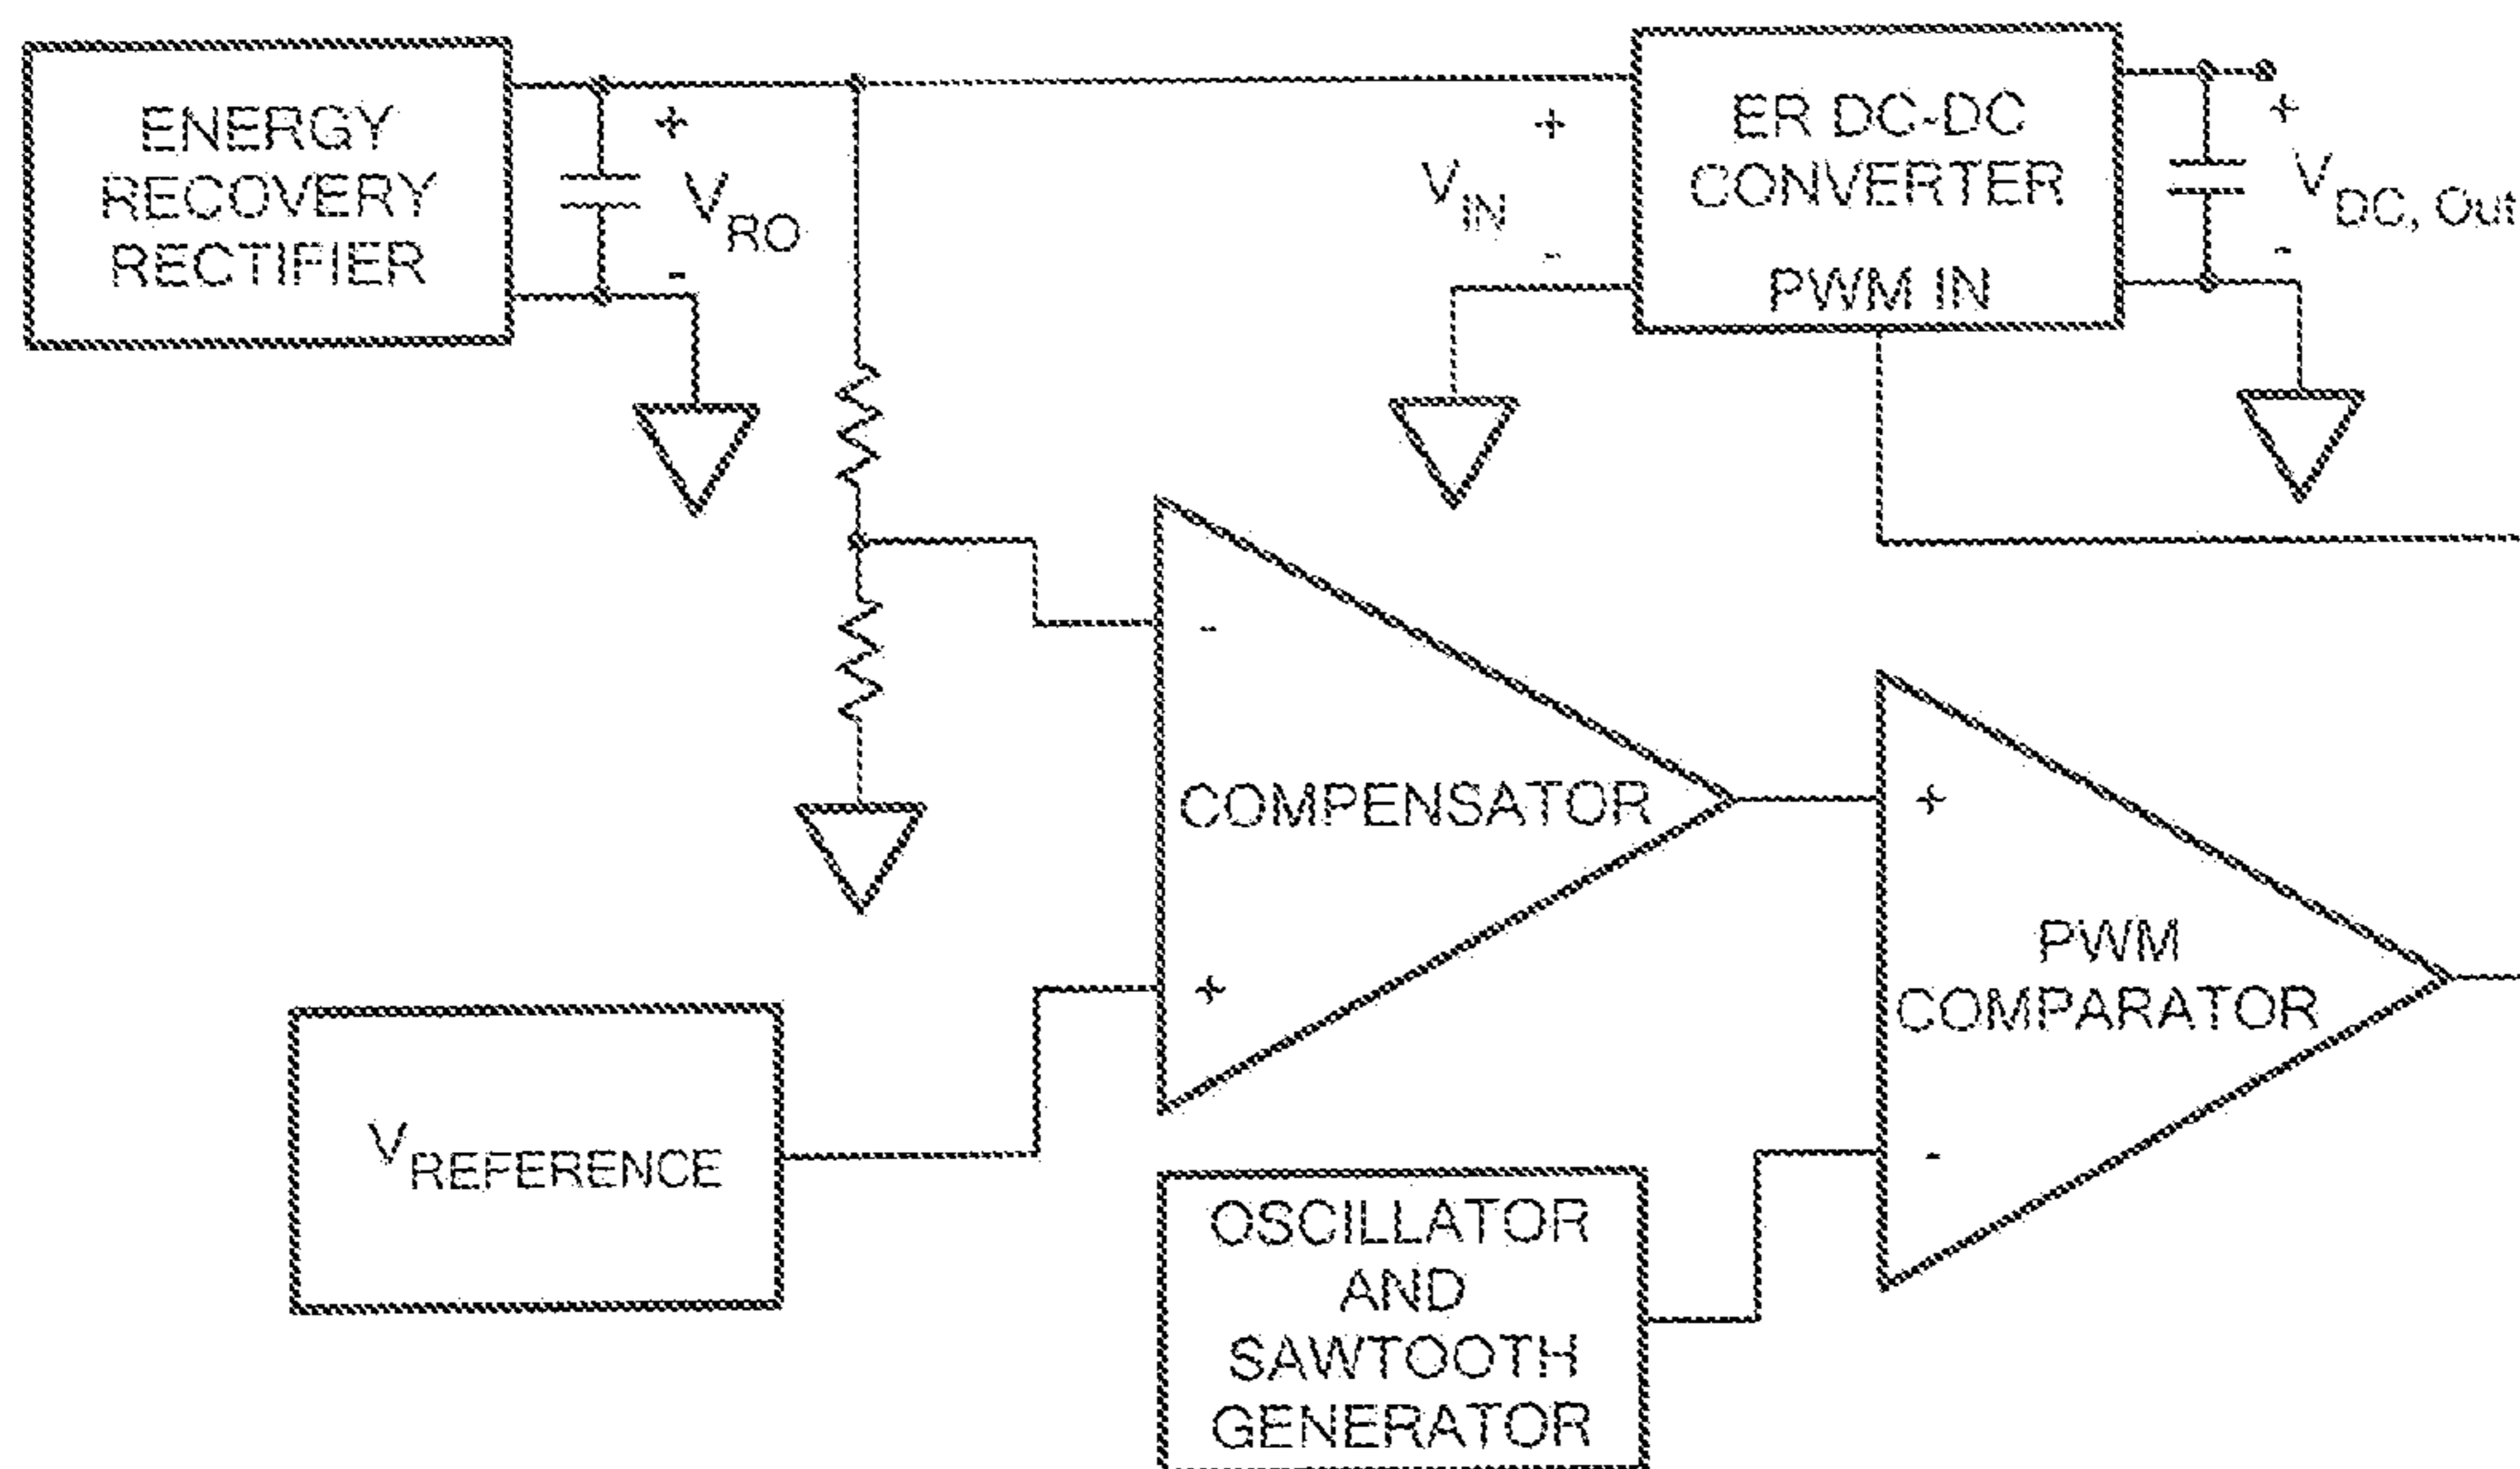 ENERGY
RECOVERY
RECTIFIER
+
V RO
-
+
V IN
-
ER DC-DC
CONVERTER
PWM IN
+
V DC, Out
-
-
COMPENSATOR
+
+
PWM
COMPARATOR
-
V REFERENCE
OSCILLATOR
AND
SAWTOOTH
GENERATOR